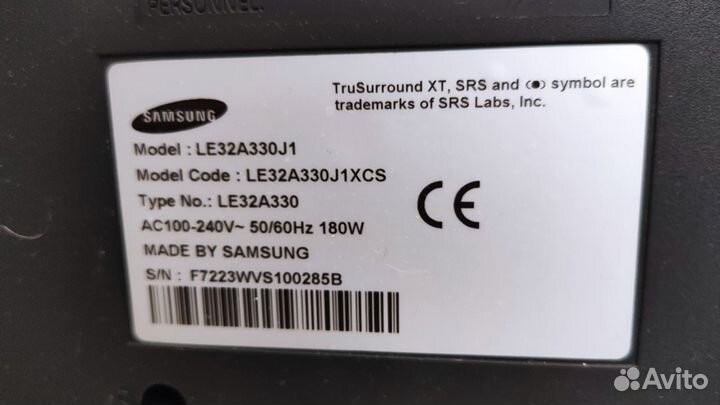 PERSONNEL.
TruSurround XT, SRS and (●) symbol are
trademarks of SRS Labs, Inc.
SAMSUNG
Model : LE32A330J1
Model Code : LE32A330J1XCS
Type No.: LE32A330
AC100-240V~ 50/60Hz 180W
MADE BY SAMSUNG
S/N : F7223WVS100285B
CE
Avito